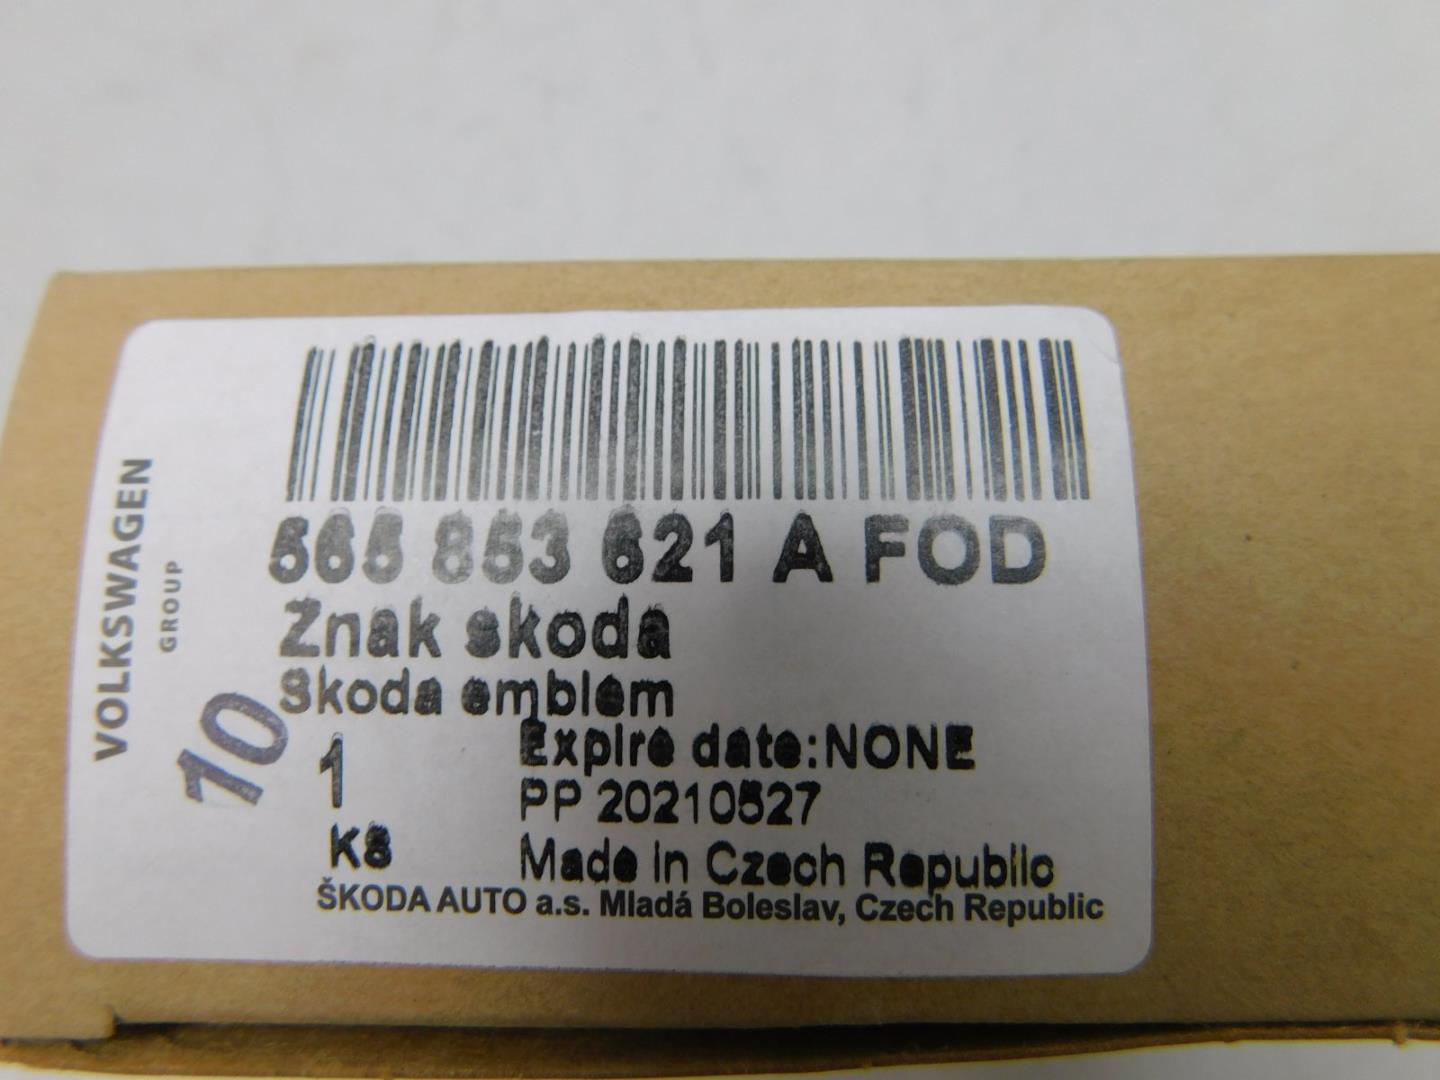 VOLKSWAGEN
GROUP
10
565 853 621 A FOD
Znak skoda
Skoda emblem
1
Expire date:NONE
PP 20210527
KS
Made in Czech Republic
ŠKODA AUTO a.s. Mladá Boleslav, Czech Republic